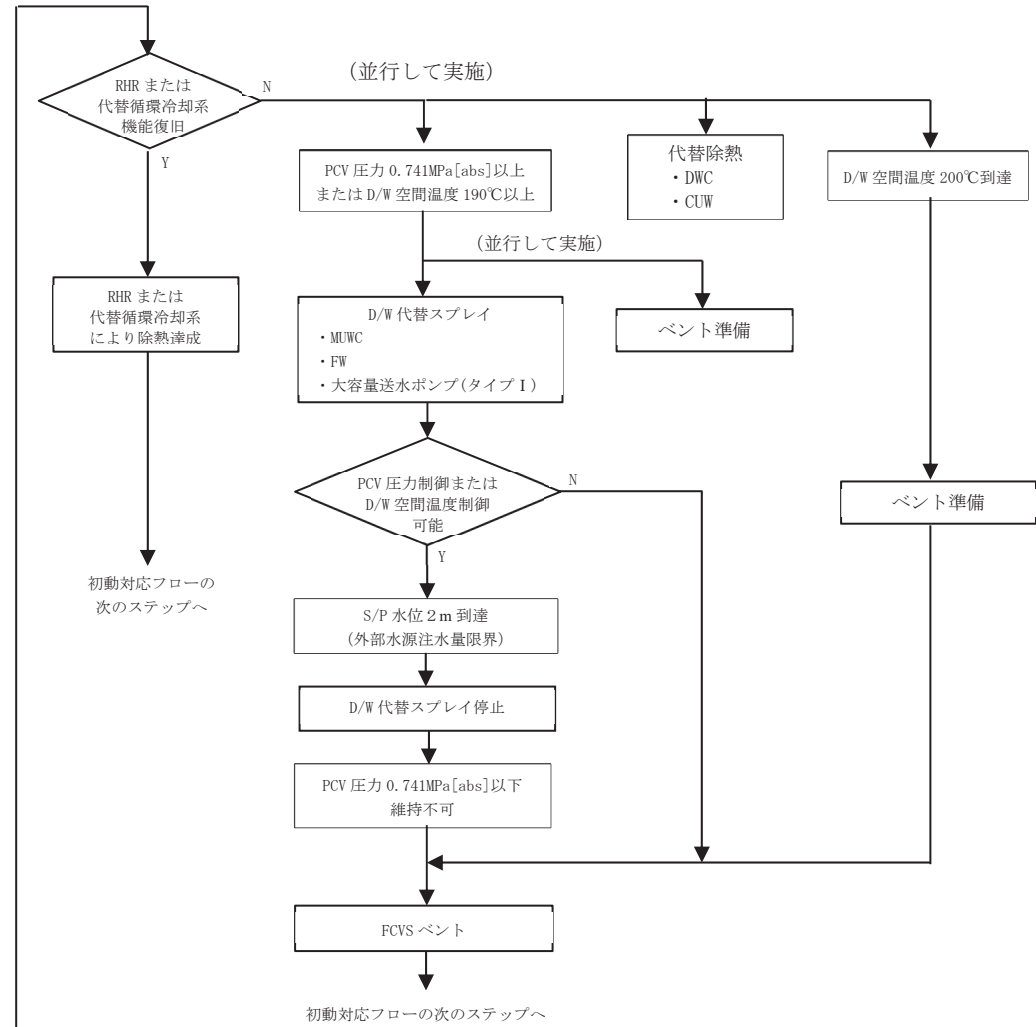 RHR または
代替循環冷却系
機能復旧
N
Y
(並行して実施)
PCV 圧力 0.741MPa[abs]以上
または D/W 空間温度 190℃以上
代替除熱
・DWC
・CUW
D/W 空間温度 200℃到達
(並行して実施)
RHR または
代替循環冷却系
により除熱達成
D/W 代替スプレイ
・MUWC
・FW
・大容量送水ポンプ(タイプⅠ)
ベント準備
PCV 圧力制御または
D/W 空間温度制御
可能
N
Y
ベント準備
初動対応フローの
次のステップへ
S/P 水位2m 到達
(外部水源注水量限界)
D/W 代替スプレイ停止
PCV 圧力 0.741MPa[abs]以下
維持不可
FCVS ベント
初動対応フローの次のステップへ